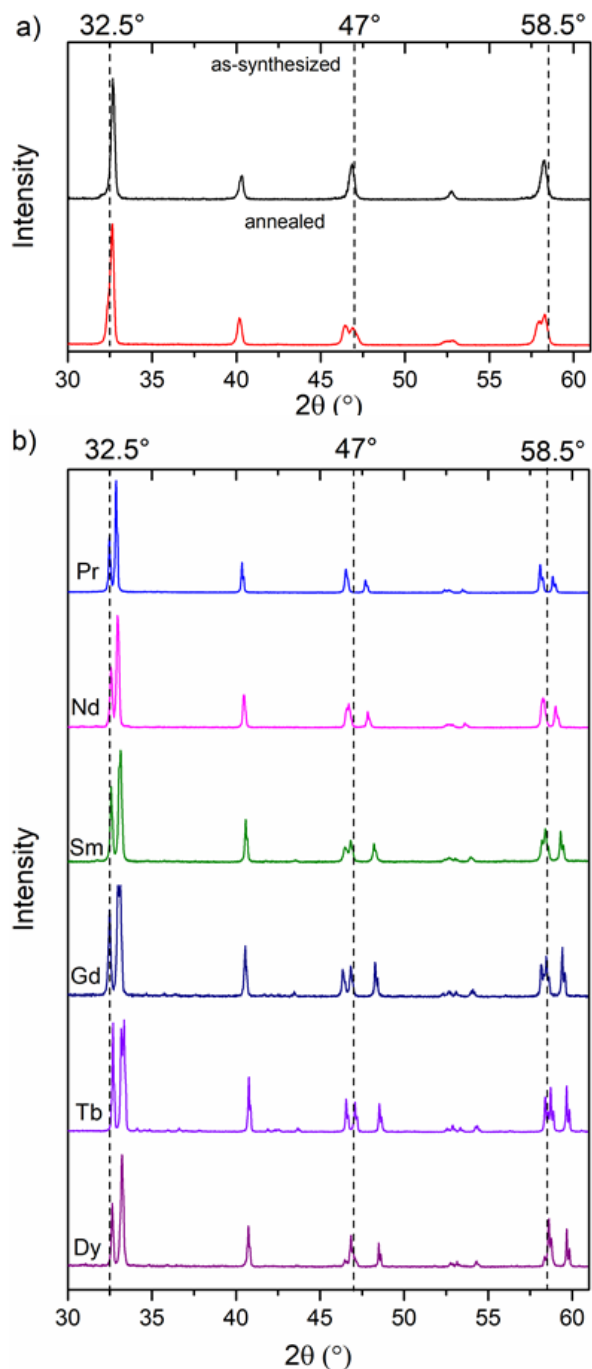 a)
32.5° 47° 58.5°
as-synthesized
annealed
Intensity
30 35 40 45 50 55 60
2θ (°)
b)
32.5° 47° 58.5°
Pr
Nd
Sm
Gd
Tb
Dy
Intensity
30 35 40 45 50 55 60
2θ (°)